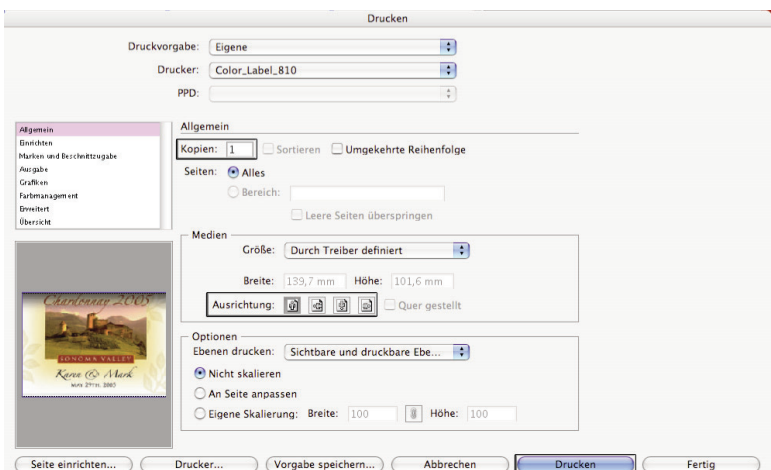 Drucken
Druckvorgabe: Eigene
Drucker: Color_Label_810
PPD:
Allgemein
Einrichten
Marken und Beschnittzugabe
Ausgabe
Grafiken
Farbmanagement
Erweitert
Übersicht
Allgemein
Kopien: 1 Sortieren Umgekehrte Reihenfolge
Seiten: Alles
Bereich:
Leere Seiten überspringen
Medien
Größe: Durch Treiber definiert
Breite: 139,7 mm Höhe: 101,6 mm
Ausrichtung: Quer gestellt
Optionen
Ebenen drucken: Sichtbare und druckbare Ebe...
Nicht skalieren
An Seite anpassen
Eigene Skalierung: Breite: 100 Höhe: 100
Chardonnay 2005
SONOMA VALLEY
Karen & Mark
MAY 27TH, 2005
Seite einrichten... Drucker... Vorgabe speichern... Abbrechen Drucken Fertig